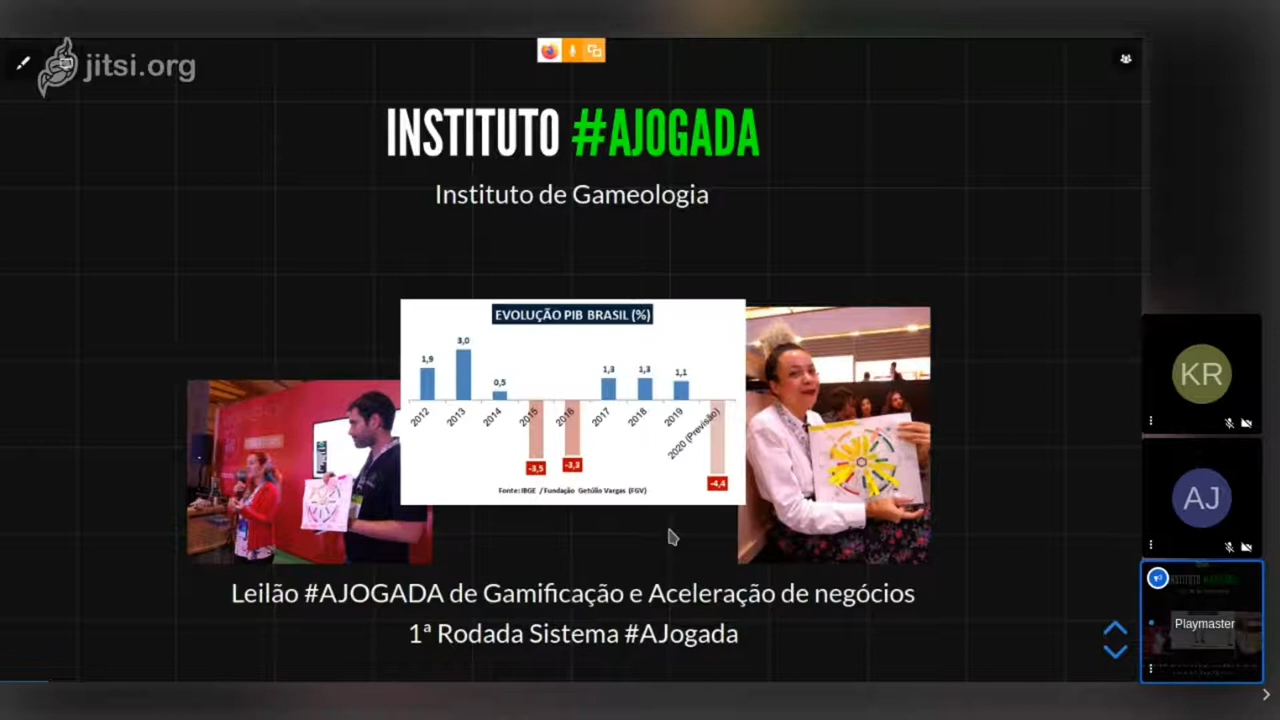 jitsi.org
INSTITUTO #AJOGADA
Instituto de Gameologia
EVOLUÇÃO PIB BRASIL (%)
1,9
3,0
0,5
1,3
1,3
1,1
2012
2013
2014
2015
2016
2017
2018
2019
2020 (Previsão)
-3,5
-3,3
-4,4
Fonte: IBGE / Fundação Getúlio Vargas (FGV)
Leilão #AJOGADA de Gamificação e Aceleração de negócios
1ª Rodada Sistema #AJogada
KR
AJ
INSTITUTO #AJOGADA
Playmaster